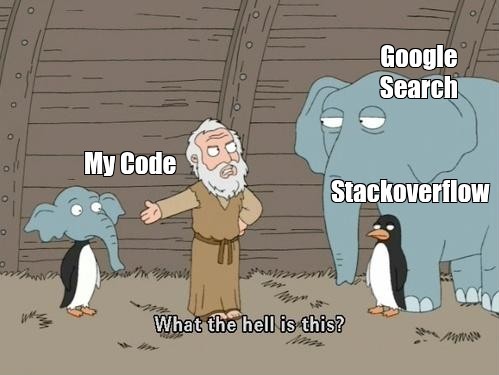 Google
Search
My Code
Stackoverflow
What the hell is this?